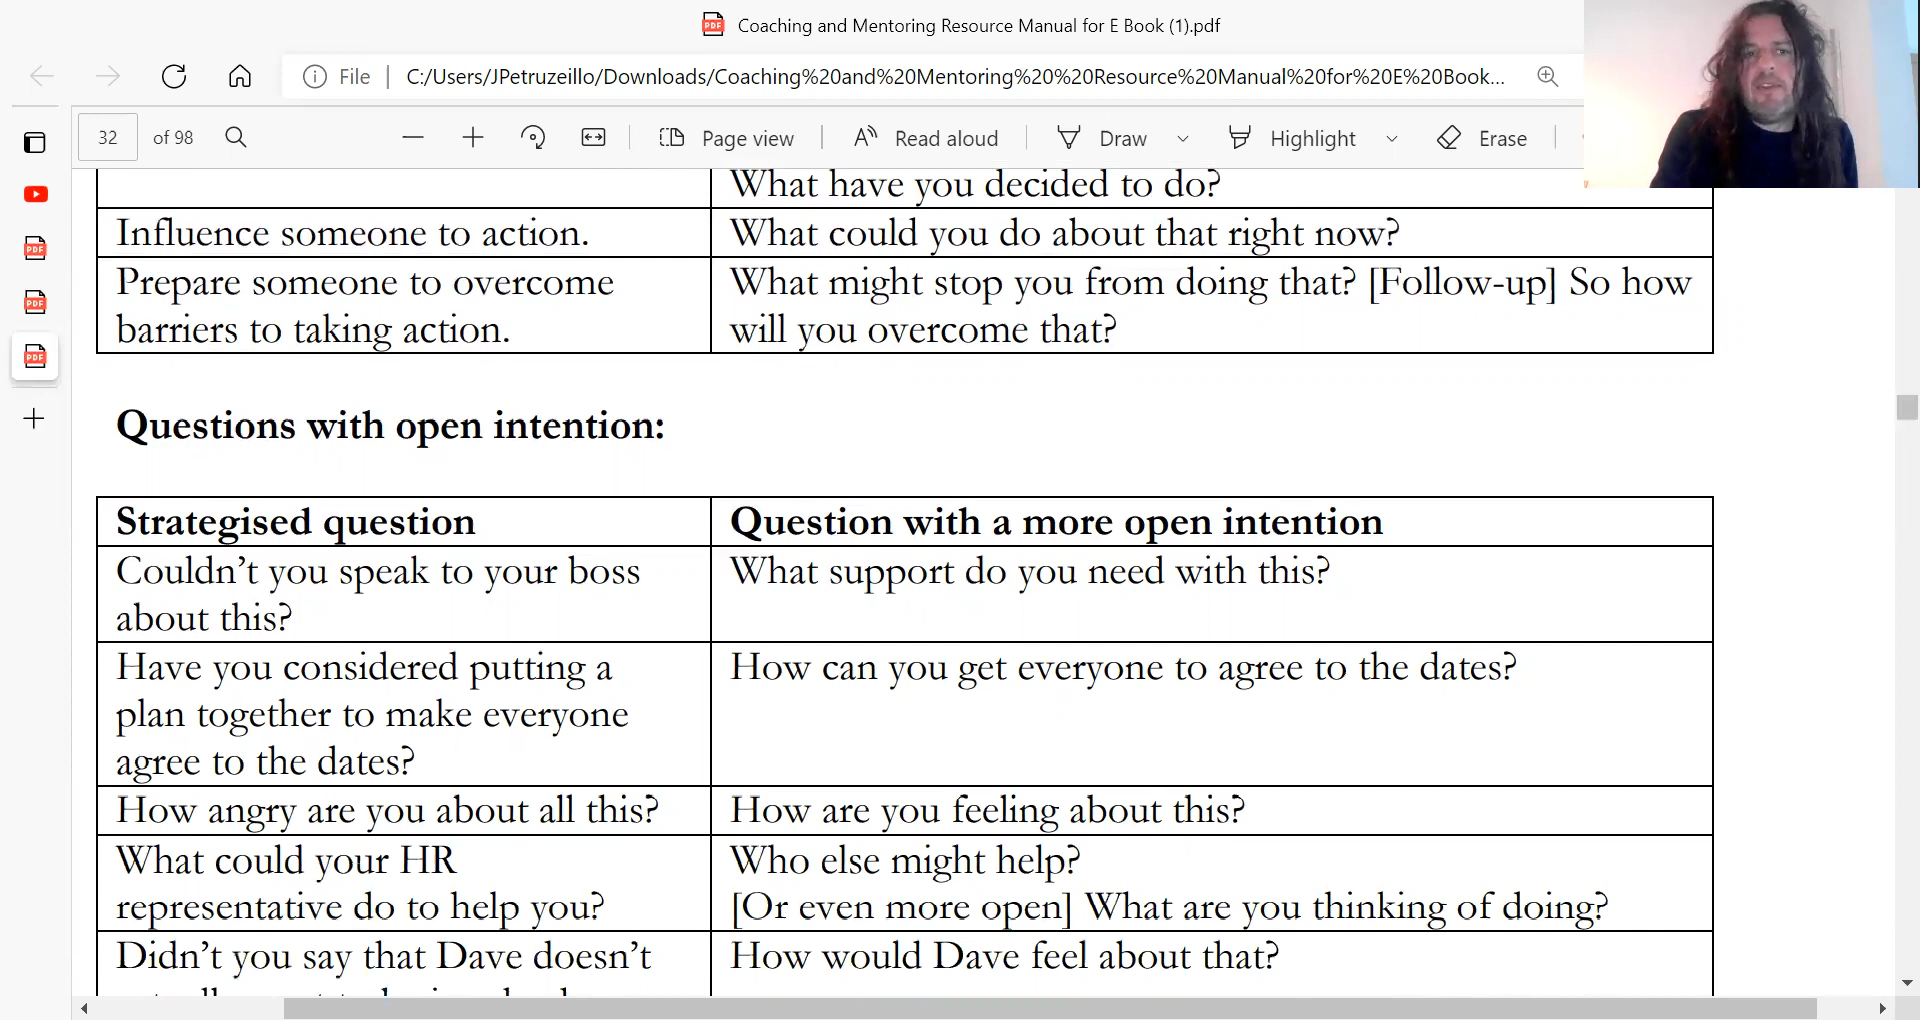 Coaching and Mentoring Resource Manual for E Book (1).pdf
File
C:/Users/JPetruzeillo/Downloads/Coaching%20and%20Mentoring%20%20Resource%20Manual%20for%20E%20Book...
32
of 98
Page view
Read aloud
Draw
Highlight
Erase
PDF
PDF
PDF
PDF
What have you decided to do?
Influence someone to action.
What could you do about that right now?
Prepare someone to overcome
barriers to taking action.
What might stop you from doing that? [Follow-up] So how
will you overcome that?
Questions with open intention:
Strategised question
Question with a more open intention
Couldn’t you speak to your boss
about this?
What support do you need with this?
Have you considered putting a
plan together to make everyone
agree to the dates?
How can you get everyone to agree to the dates?
How angry are you about all this?
How are you feeling about this?
What could your HR
representative do to help you?
Who else might help?
[Or even more open] What are you thinking of doing?
Didn’t you say that Dave doesn’t
How would Dave feel about that?